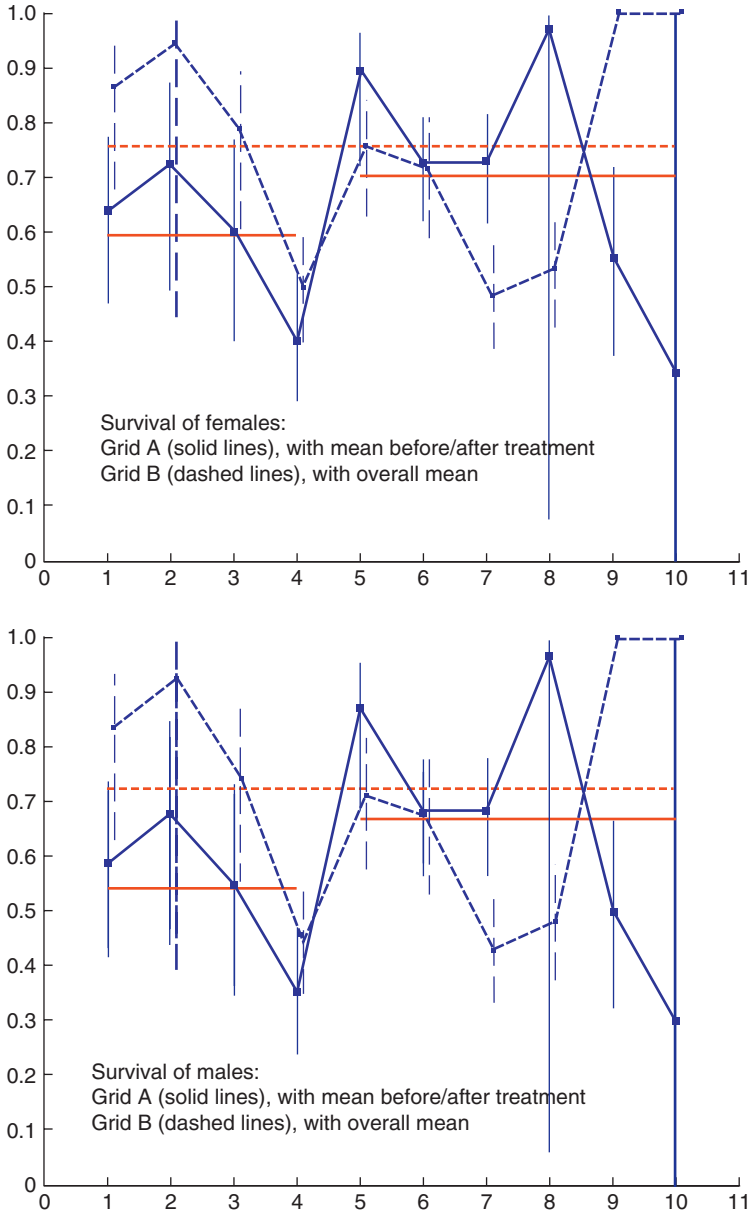 1.0
0.9
0.8
0.7
0.6
0.5
0.4
0.3
0.2
0.1
0
Survival of females:
Grid A (solid lines), with mean before/after treatment
Grid B (dashed lines), with overall mean
0 1 2 3 4 5 6 7 8 9 10 11
1.0
0.9
0.8
0.7
0.6
0.5
0.4
0.3
0.2
0.1
0
Survival of males:
Grid A (solid lines), with mean before/after treatment
Grid B (dashed lines), with overall mean
0 1 2 3 4 5 6 7 8 9 10 11